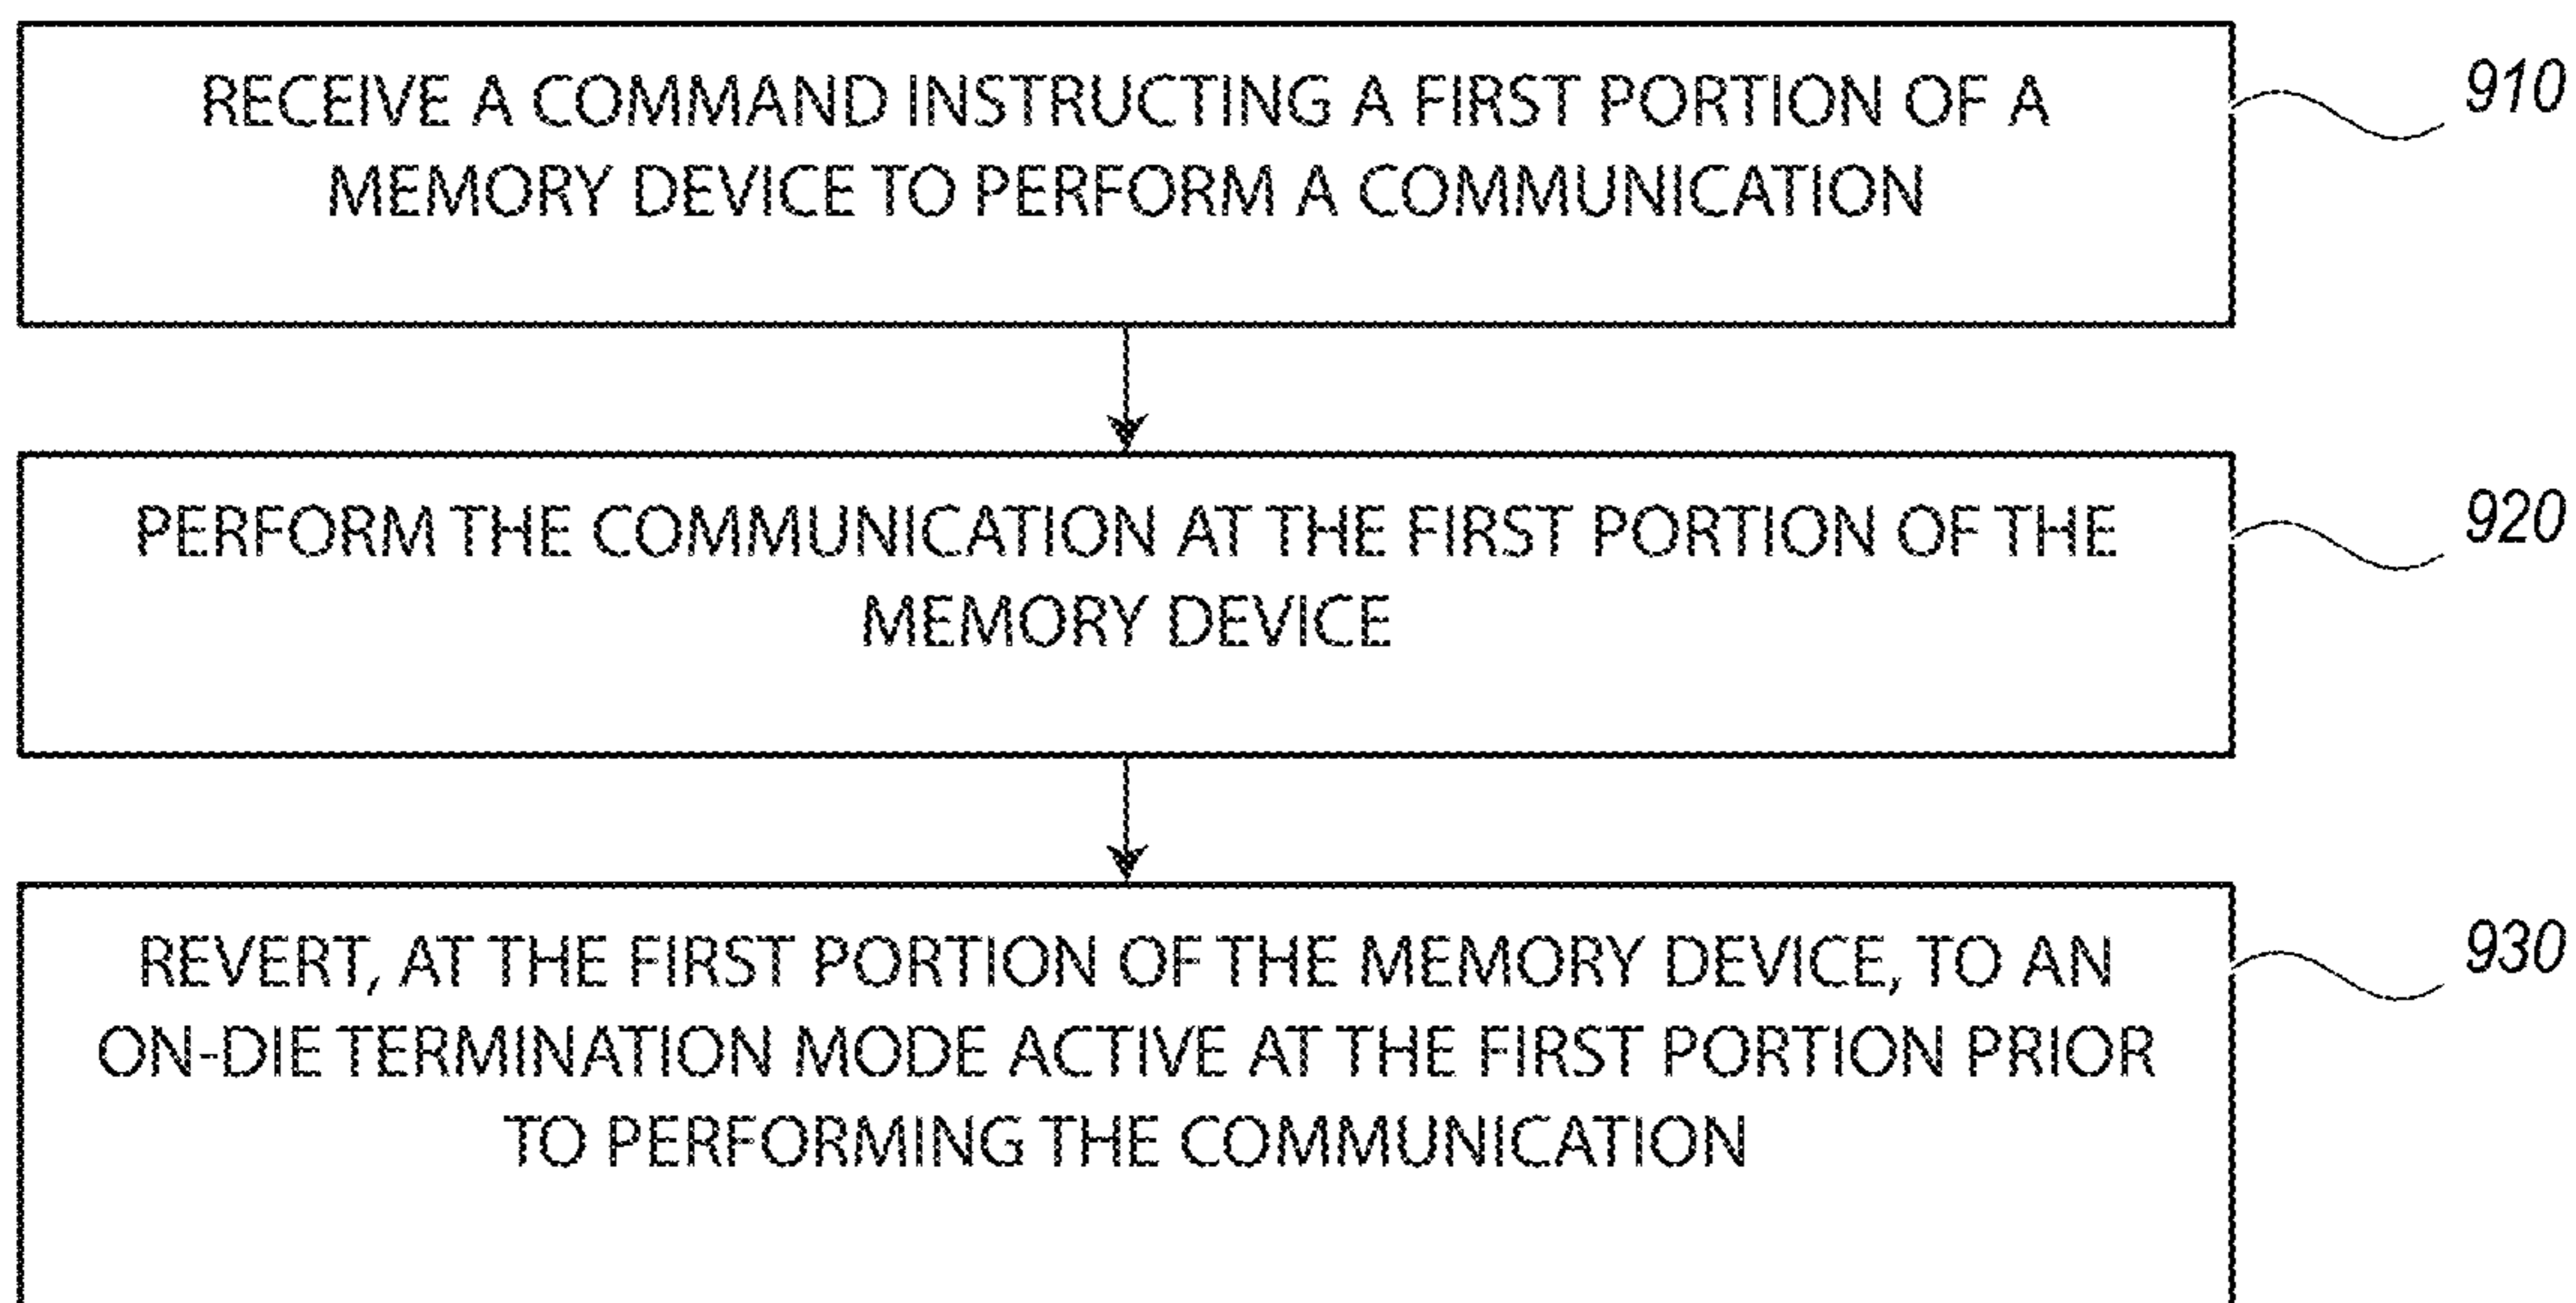 RECEIVE A COMMAND INSTRUCTING A FIRST PORTION OF A
MEMORY DEVICE TO PERFORM A COMMUNICATION
910
PERFORM THE COMMUNICATION AT THE FIRST PORTION OF THE
MEMORY DEVICE
920
REVERT, AT THE FIRST PORTION OF THE MEMORY DEVICE, TO AN
ON-DIE TERMINATION MODE ACTIVE AT THE FIRST PORTION PRIOR
TO PERFORMING THE COMMUNICATION
930